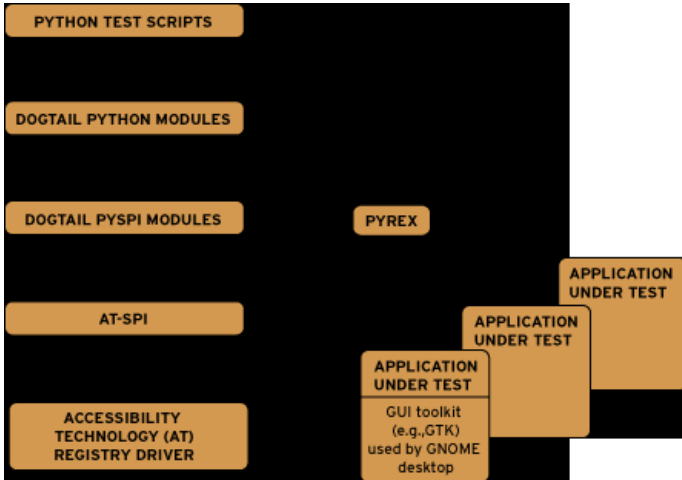 PYTHON TEST SCRIPTS
DOGTAIL PYTHON MODULES
DOGTAIL PYSPI MODULES
PYREX
APPLICATION
UNDER TEST
AT-SPI
APPLICATION
UNDER TEST
APPLICATION
UNDER TEST
GUI toolkit
(e.g.,GTK)
used by GNOME
desktop
ACCESSIBILITY
TECHNOLOGY (AT)
REGISTRY DRIVER